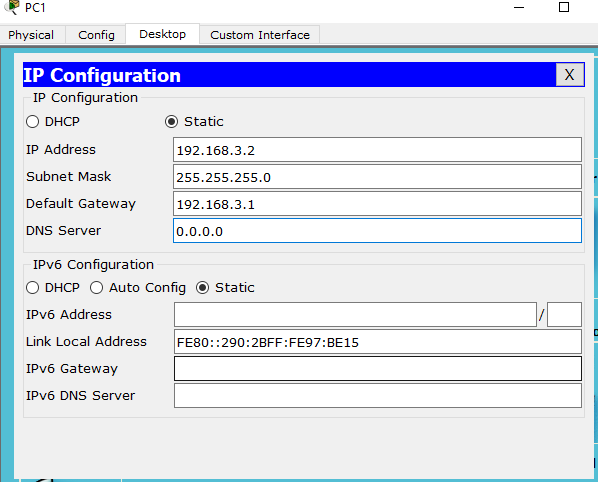 PC1
Physical Config Desktop Custom Interface
IP Configuration X
IP Configuration
DHCP Static
IP Address 192.168.3.2
Subnet Mask 255.255.255.0
Default Gateway 192.168.3.1
DNS Server 0.0.0.0
IPv6 Configuration
DHCP Auto Config Static
IPv6 Address /
Link Local Address FE80::290:2BFF:FE97:BE15
IPv6 Gateway
IPv6 DNS Server